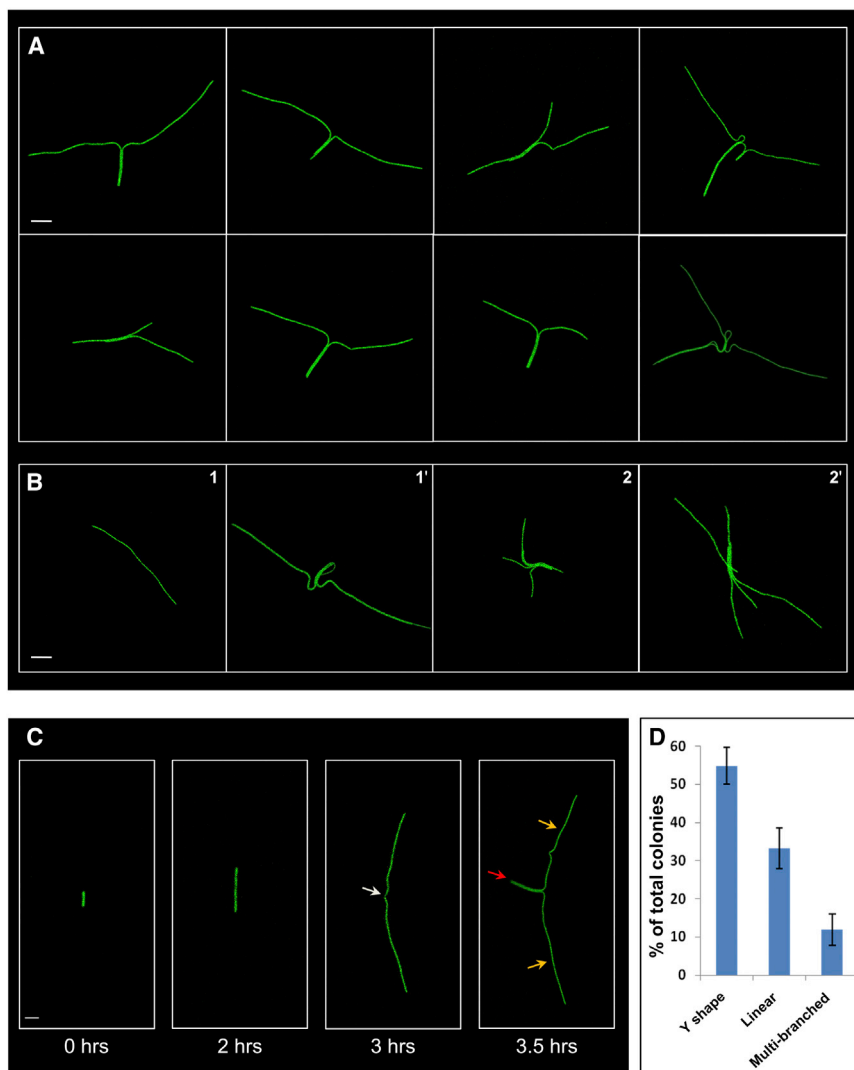 A
B
1
1'
2
2'
C
0 hrs
2 hrs
3 hrs
3.5 hrs
D
% of total colonies
60
50
40
30
20
10
0
Y shape
Linear
Multi-branched